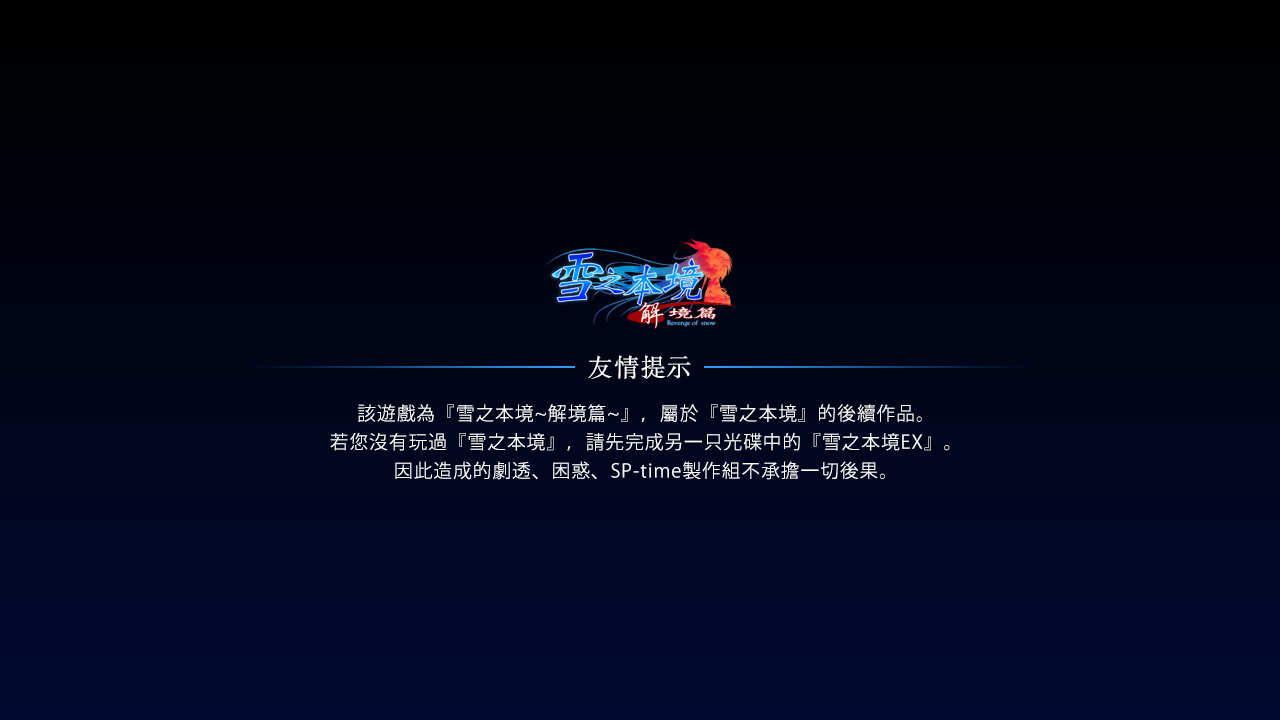 雪之本境
解境篇
Revenge of snow
友情提示
該遊戲為『雪之本境~解境篇~』，屬於『雪之本境』的後續作品。
若您沒有玩過『雪之本境』，請先完成另一只光碟中的『雪之本境EX』。
因此造成的劇透、困惑、SP-time製作組不承擔一切後果。